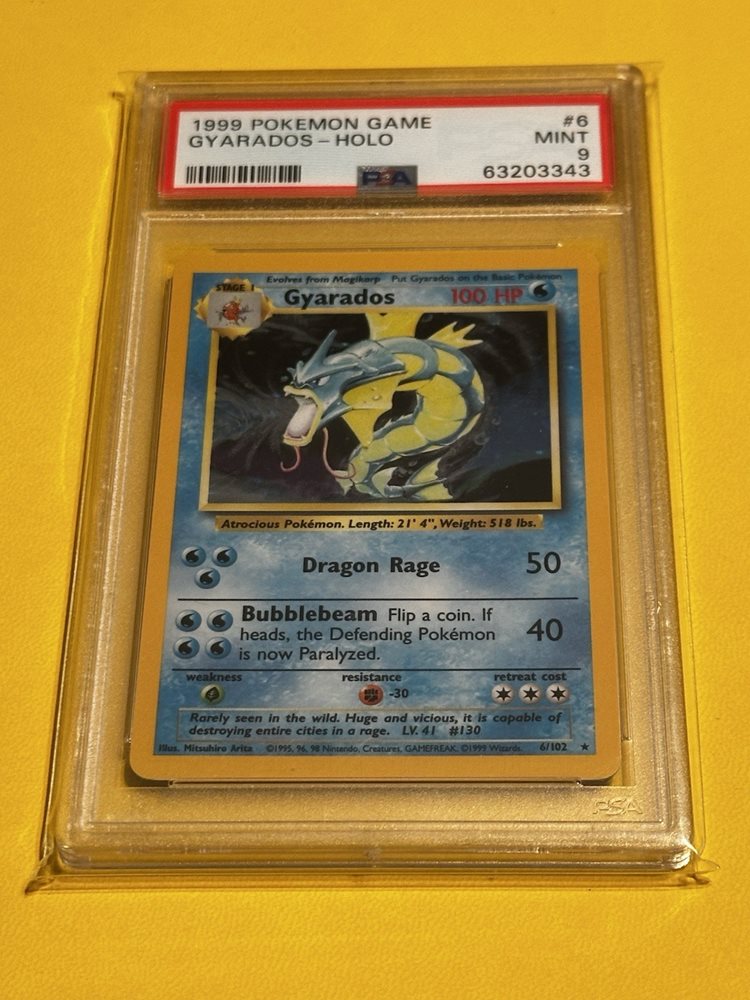 1999 POKEMON GAME #6
GYARADOS – HOLO MINT
9
63203343
PSA
Evolves from Magikarp Put Gyarados on the Basic Pokémon
STAGE 1
Gyarados 100 HP
Atrocious Pokémon. Length: 21' 4", Weight: 518 lbs.
Dragon Rage 50
Bubblebeam Flip a coin. If
heads, the Defending Pokémon
is now Paralyzed.
40
weakness resistance retreat cost
-30
Rarely seen in the wild. Huge and vicious, it is capable of
destroying entire cities in a rage. LV. 41 #130
Illus. Mitsuhiro Arita ©1995, 96, 98 Nintendo, Creatures, GAMEFREAK. ©1999 Wizards. 6/102 ★
PSA